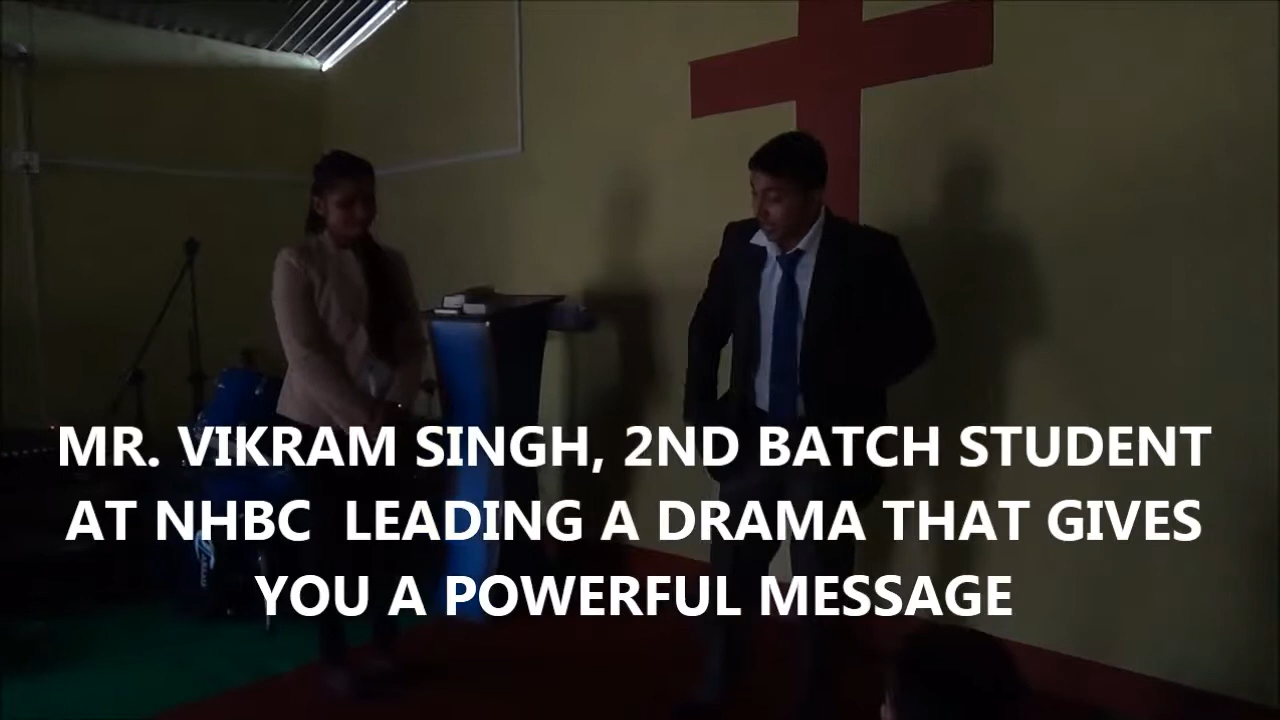 MR. VIKRAM SINGH, 2ND BATCH STUDENT
AT NHBC LEADING A DRAMA THAT GIVES
YOU A POWERFUL MESSAGE